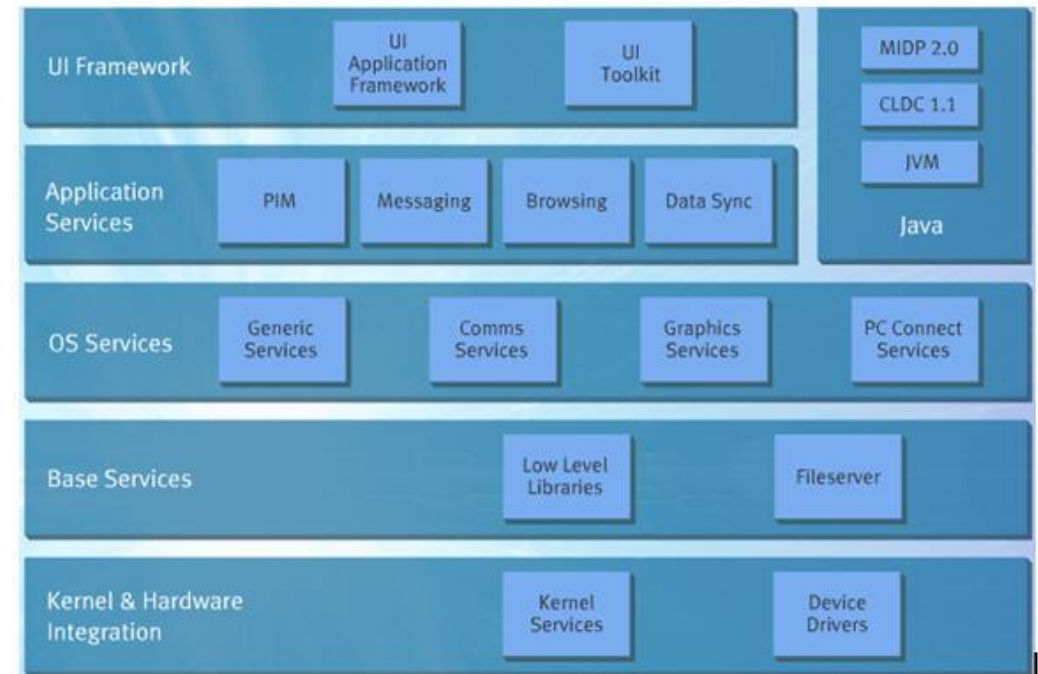 UI Framework
UI
Application
Framework
UI
Toolkit
MIDP 2.0
CLDC 1.1
JVM
Java
Application
Services
PIM
Messaging
Browsing
Data Sync
OS Services
Generic
Services
Comms
Services
Graphics
Services
PC Connect
Services
Base Services
Low Level
Libraries
Fileserver
Kernel & Hardware
Integration
Kernel
Services
Device
Drivers